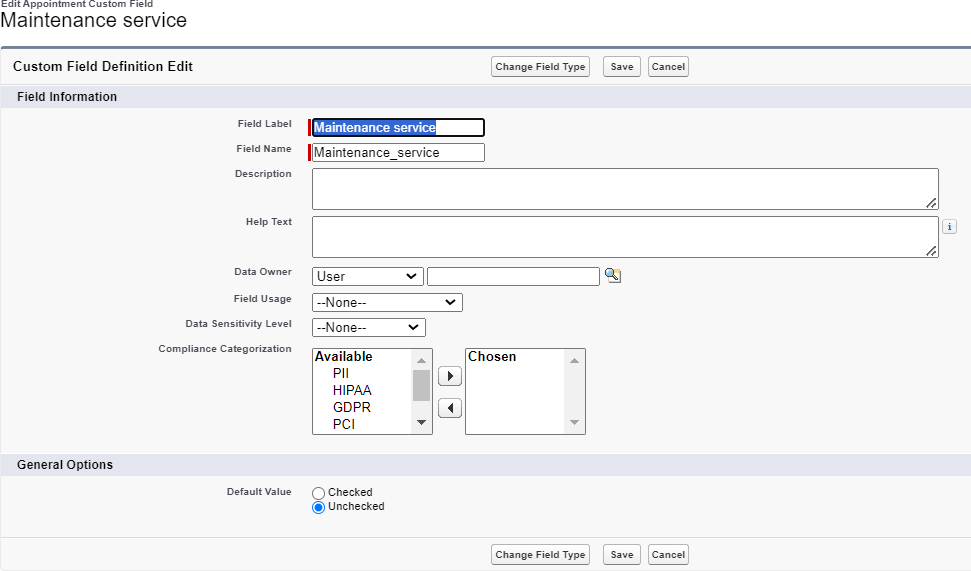 Edit Appointment Custom Field
Maintenance service
Custom Field Definition Edit
Change Field Type
Save
Cancel
Field Information
Field Label
Maintenance service
Field Name
Maintenance_service
Description
Help Text
i
Data Owner
User
Field Usage
--None--
Data Sensitivity Level
--None--
Compliance Categorization
Available
PII
HIPAA
GDPR
PCI
Chosen
General Options
Default Value
Checked
Unchecked
Change Field Type
Save
Cancel